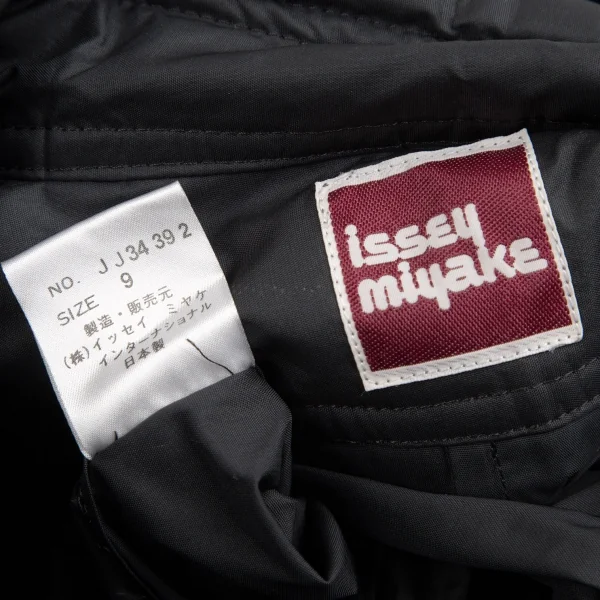 NO. JJ34 39 2
SIZE 9
製造・販売元
(株)イッセイ ミヤケ
インターナショナル
日本製
issey
miyake